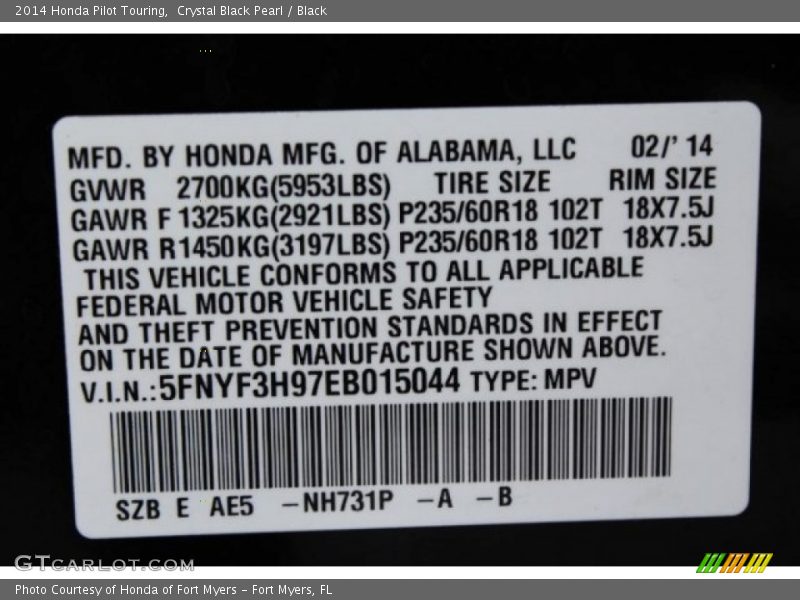 2014 Honda Pilot Touring,  Crystal Black Pearl / Black
MFD. BY HONDA MFG. OF ALABAMA, LLC 02/' 14
GVWR 2700KG(5953LBS) TIRE SIZE RIM SIZE
GAWR F 1325KG(2921LBS) P235/60R18 102T 18X7.5J
GAWR R1450KG(3197LBS) P235/60R18 102T 18X7.5J
THIS VEHICLE CONFORMS TO ALL APPLICABLE
FEDERAL MOTOR VEHICLE SAFETY
AND THEFT PREVENTION STANDARDS IN EFFECT
ON THE DATE OF MANUFACTURE SHOWN ABOVE.
V.I.N.:5FNYF3H97EB015044 TYPE: MPV
SZB E AE5 –NH731P –A –B
GTCARLOT.COM
Photo Courtesy of Honda of Fort Myers – Fort Myers, FL